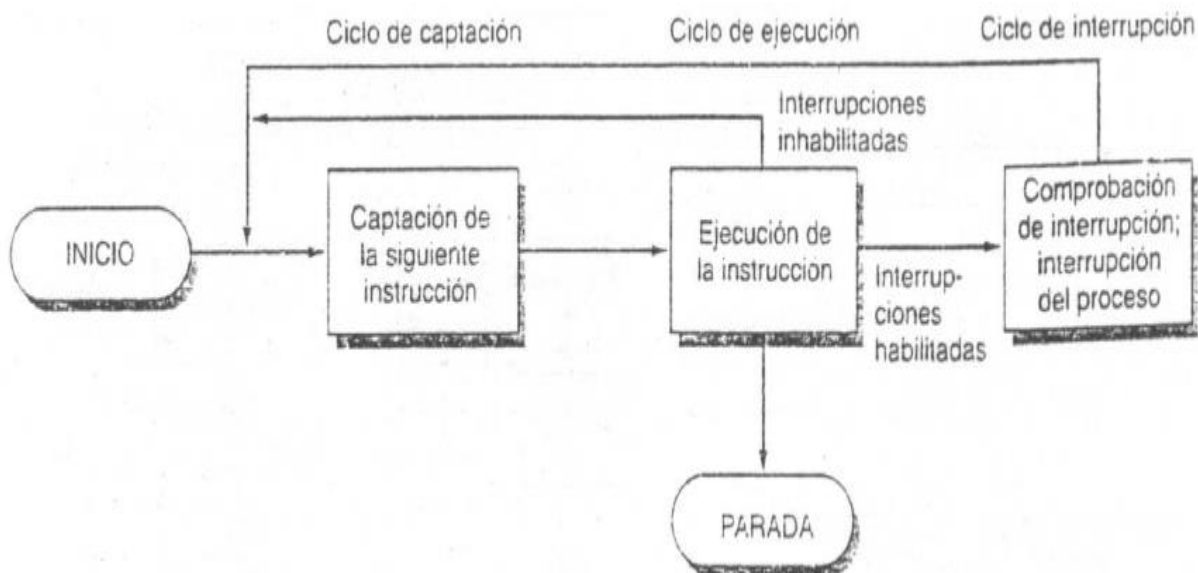 Ciclo de captación
Ciclo de ejecución
Ciclo de interrupción
Interrupciones
inhabilitadas
INICIO
Captación de
la siguiente
instrucción
Ejecución de
la instrucción
Interrup-
ciones
habilitadas
Comprobación
de interrupción;
interrupción
del proceso
PARADA